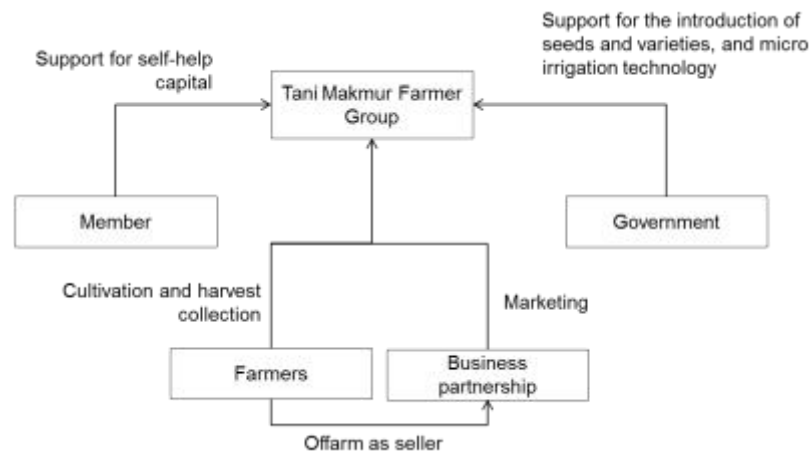 Support for the introduction of
seeds and varieties, and micro
irrigation technology
Support for self-help
capital
Tani Makmur Farmer
Group
Member
Government
Cultivation and harvest
collection
Marketing
Farmers
Business
partnership
Offarm as seller